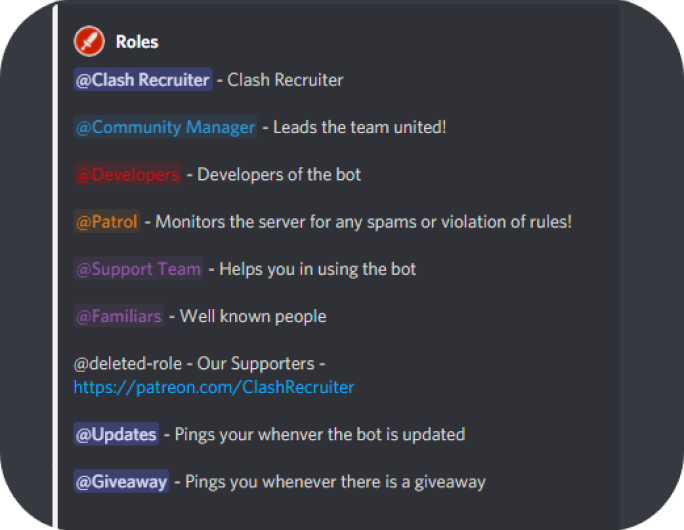 Roles
@Clash Recruiter - Clash Recruiter
@Community Manager - Leads the team united!
@Developers - Developers of the bot
@Patrol - Monitors the server for any spams or violation of rules!
@Support Team - Helps you in using the bot
@Familiars - Well known people
@deleted-role - Our Supporters -
https://patreon.com/ClashRecruiter
@Updates - Pings your whenver the bot is updated
@Giveaway - Pings you whenever there is a giveaway